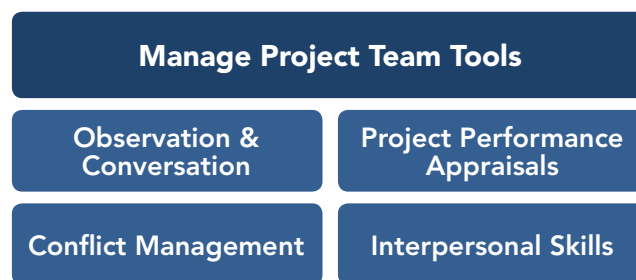 Manage Project Team Tools
Observation &
Conversation
Project Performance
Appraisals
Conflict Management
Interpersonal Skills